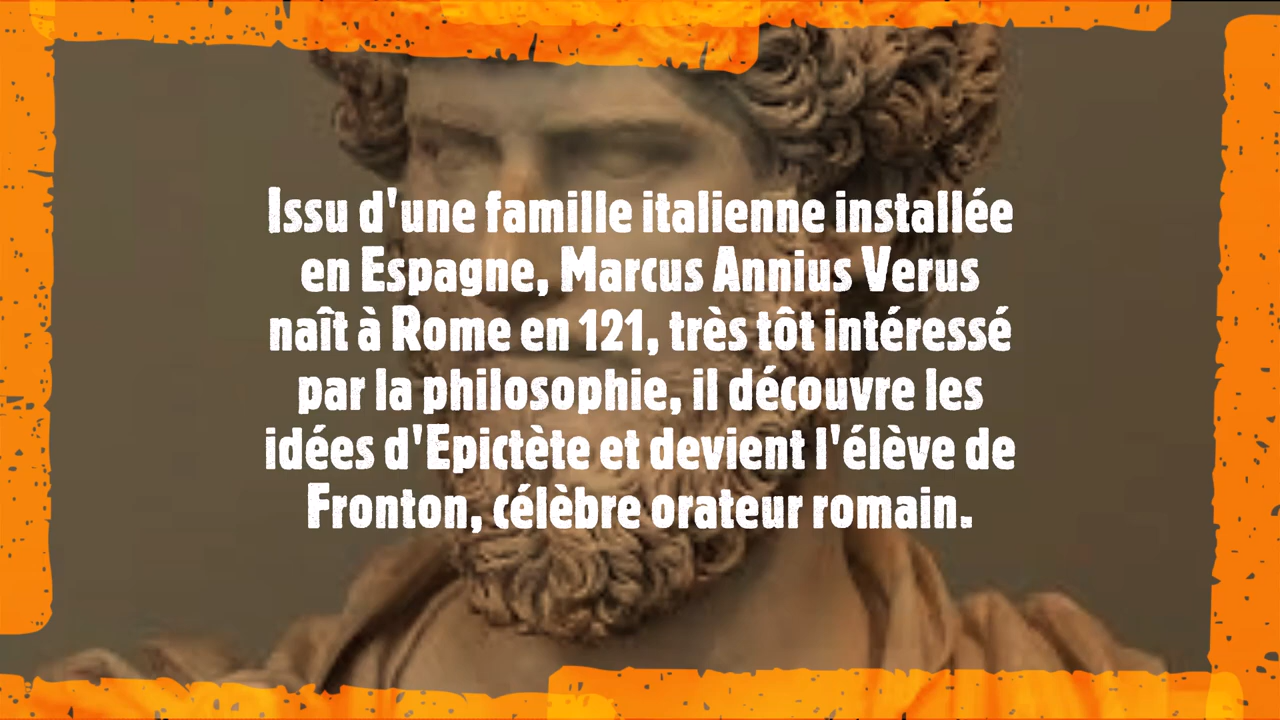 Issu d'une famille italienne installée
en Espagne, Marcus Annius Verus
naît à Rome en 121, très tôt intéressé
par la philosophie, il découvre les
idées d'Epictète et devient l'élève de
Fronton, célèbre orateur romain.